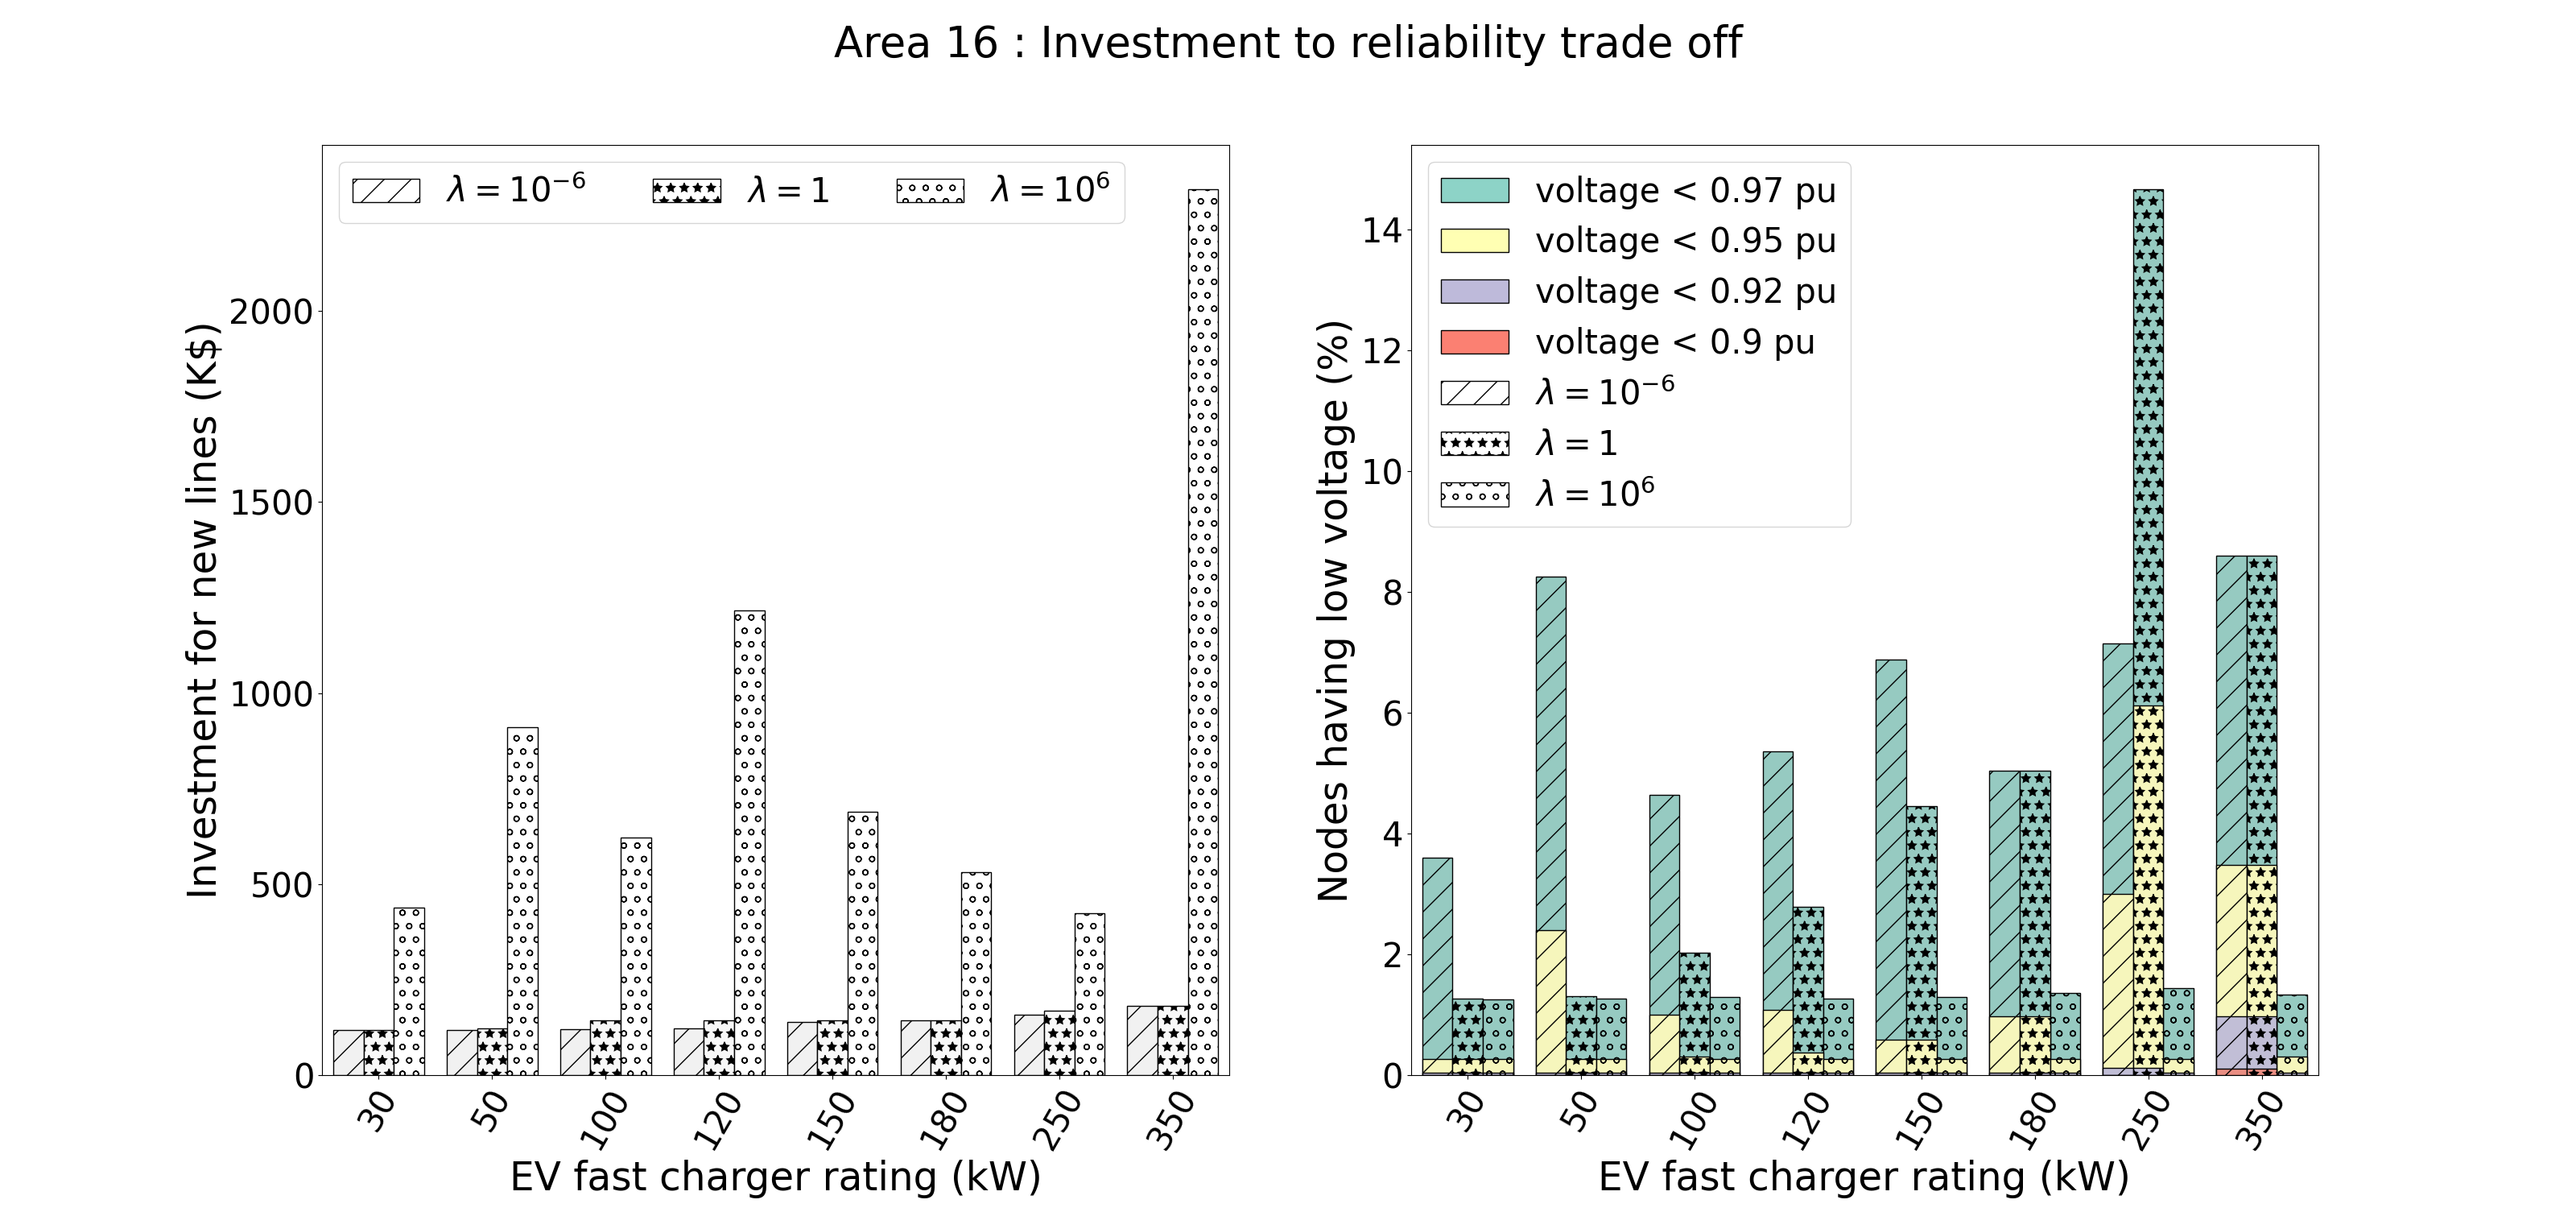 Area 16 : Investment to reliability trade off
Investment for new lines (K$)
2000
1500
1000
500
0
λ = 10⁻⁶ λ = 1 λ = 10⁶
30 50 100 120 150 180 250 350
EV fast charger rating (kW)
Nodes having low voltage (%)
14
12
10
8
6
4
2
0
voltage < 0.97 pu
voltage < 0.95 pu
voltage < 0.92 pu
voltage < 0.9 pu
λ = 10⁻⁶
λ = 1
λ = 10⁶
30 50 100 120 150 180 250 350
EV fast charger rating (kW)